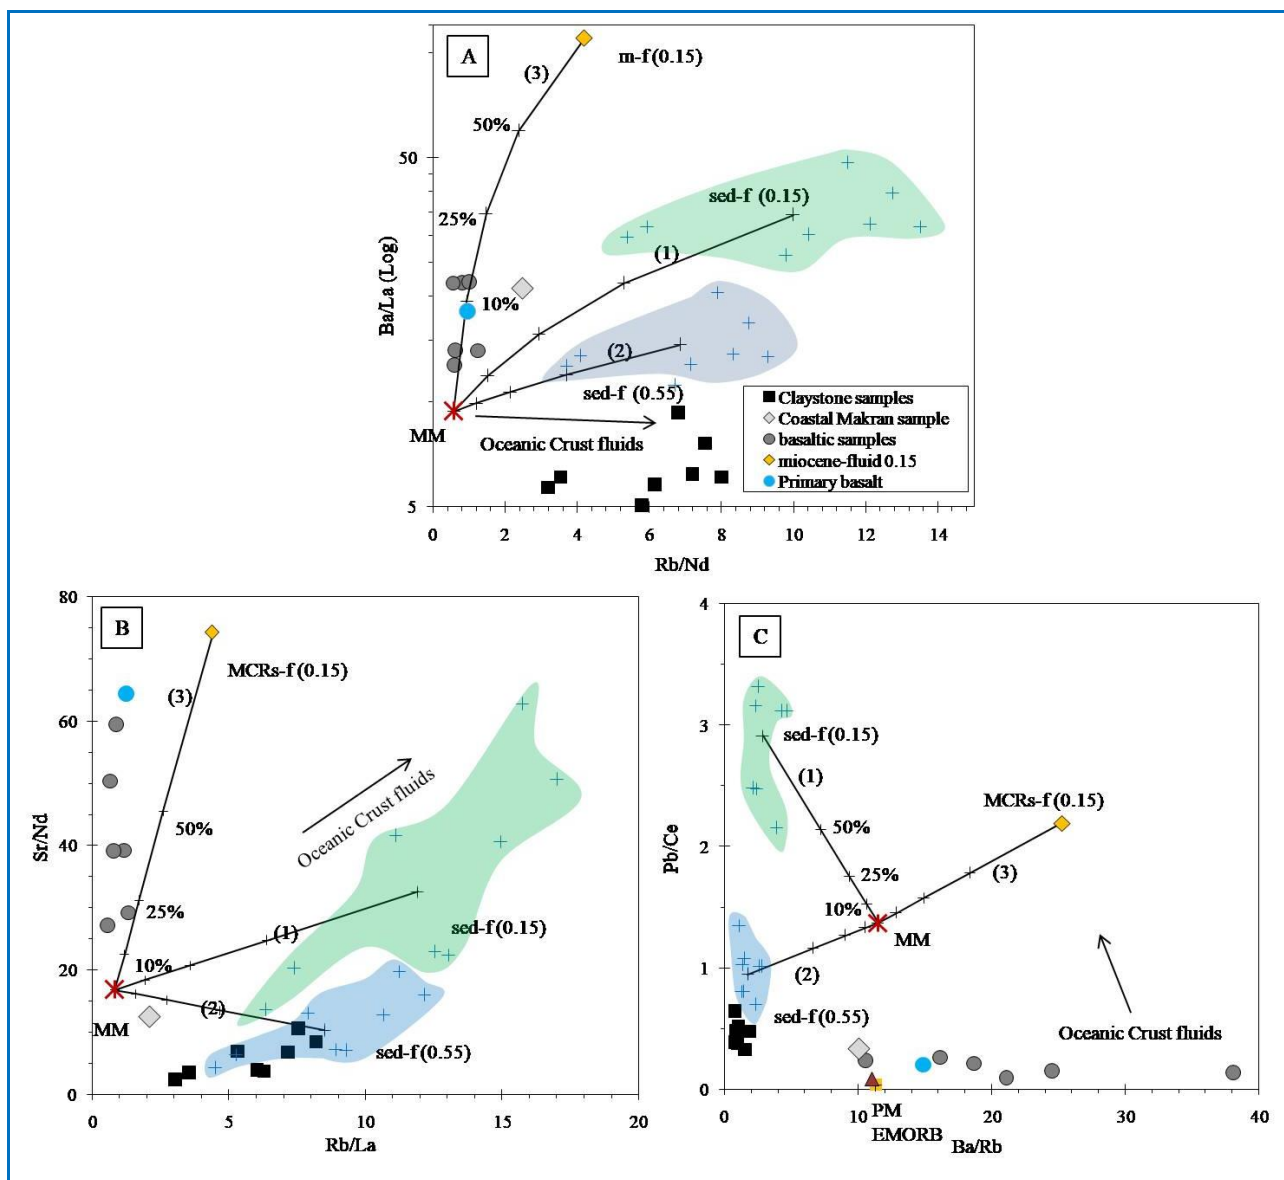 A
m-f (0.15)
(3)
50%
50
sed-f (0.15)
25%
(1)
Ba/La (Log)
10%
(2)
sed-f (0.55)
MM
Oceanic Crust fluids
Claystone samples
Coastal Makran sample
basaltic samples
miocene-fluid 0.15
Primary basalt
5
0 2 4 6 8 10 12 14
Rb/Nd
80
B
MCRs-f (0.15)
(3)
60
Oceanic Crust fluids
50%
Sr/Nd
40
25%
(1)
sed-f (0.15)
20
10%
(2)
MM
sed-f (0.55)
0
0 5 10 15 20
Rb/La
4
C
3
sed-f (0.15)
(1)
MCRs-f (0.15)
50%
Pb/Ce
2
25%
(3)
10%
MM
1
(2)
sed-f (0.55)
Oceanic Crust fluids
0
0 10 20 30 40
PM
EMORB
Ba/Rb